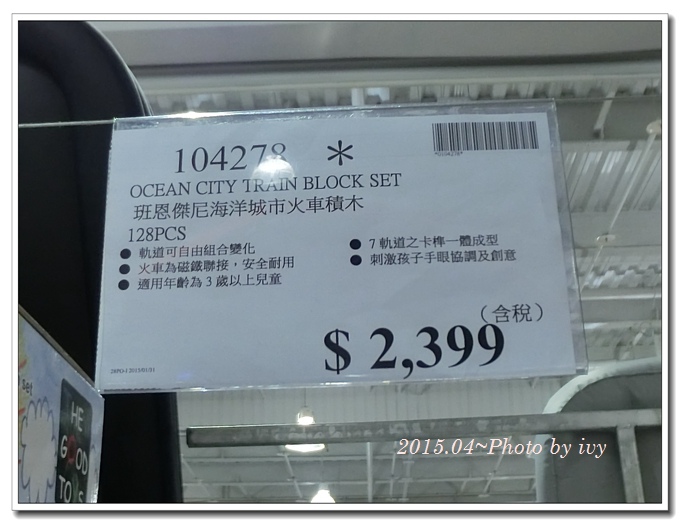 104278 *
OCEAN CITY TRAIN BLOCK SET
班恩傑尼海洋城市火車積木
128PCS
● 軌道可自由組合變化
● 火車為磁鐵聯接，安全耐用
● 適用年齡為 3 歲以上兒童
● 7 軌道之卡榫一體成型
● 刺激孩子手眼協調及創意
（含稅）
$ 2,399
set
HE
GOOD
2015.04~Photo by ivy